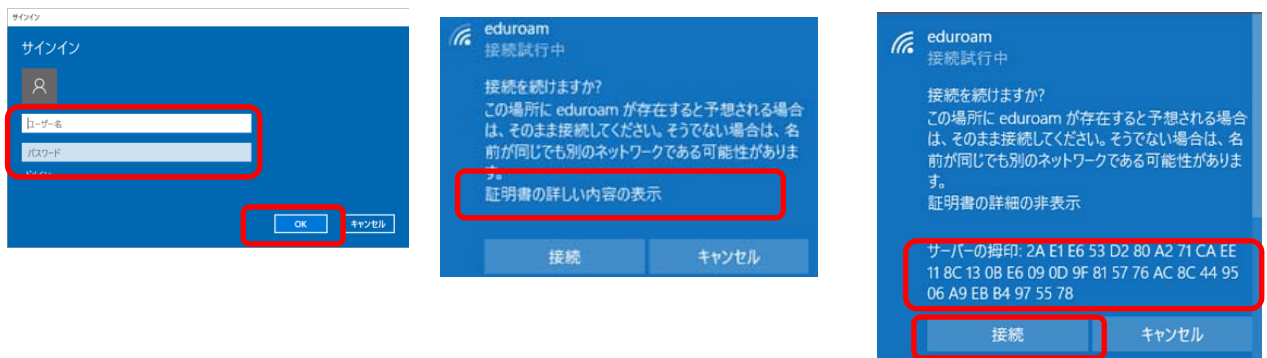 サインイン
サインイン
ユーザー名
パスワード
OK
キャンセル
eduroam
接続試行中
接続を続けますか?
この場所に eduroam が存在すると予想される場合
は、そのまま接続してください。そうでない場合は、名
前が同じでも別のネットワークである可能性がありま
す。
証明書の詳しい内容の表示
接続
キャンセル
eduroam
接続試行中
接続を続けますか?
この場所に eduroam が存在すると予想される場合
は、そのまま接続してください。そうでない場合は、名
前が同じでも別のネットワークである可能性がありま
す。
証明書の詳細の非表示
サーバーの拇印: 2A E1 E6 53 D2 80 A2 71 CA EE
11 8C 13 0B E6 09 0D 9F 81 57 76 AC 8C 44 95
06 A9 EB B4 97 55 78
接続
キャンセル